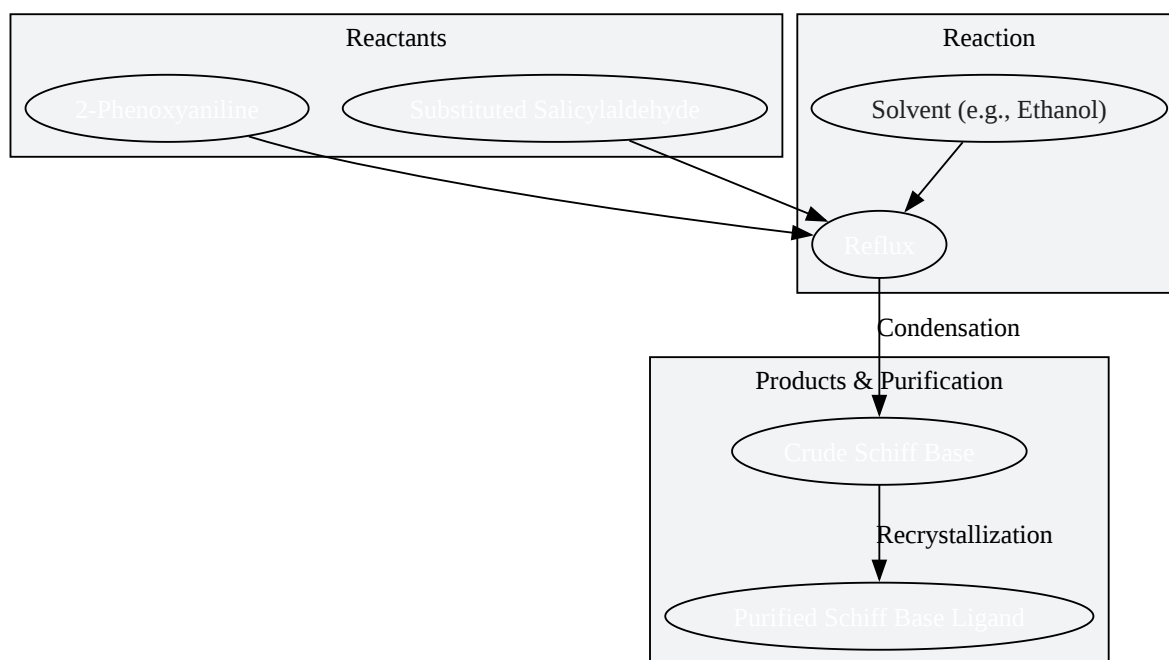 Reactants
Reaction
2-Phenoxyaniline
Substituted Salicylaldehyde
Solvent (e.g., Ethanol)
Reflux
Condensation
Products & Purification
Crude Schiff Base
Recrystallization
Purified Schiff Base Ligand